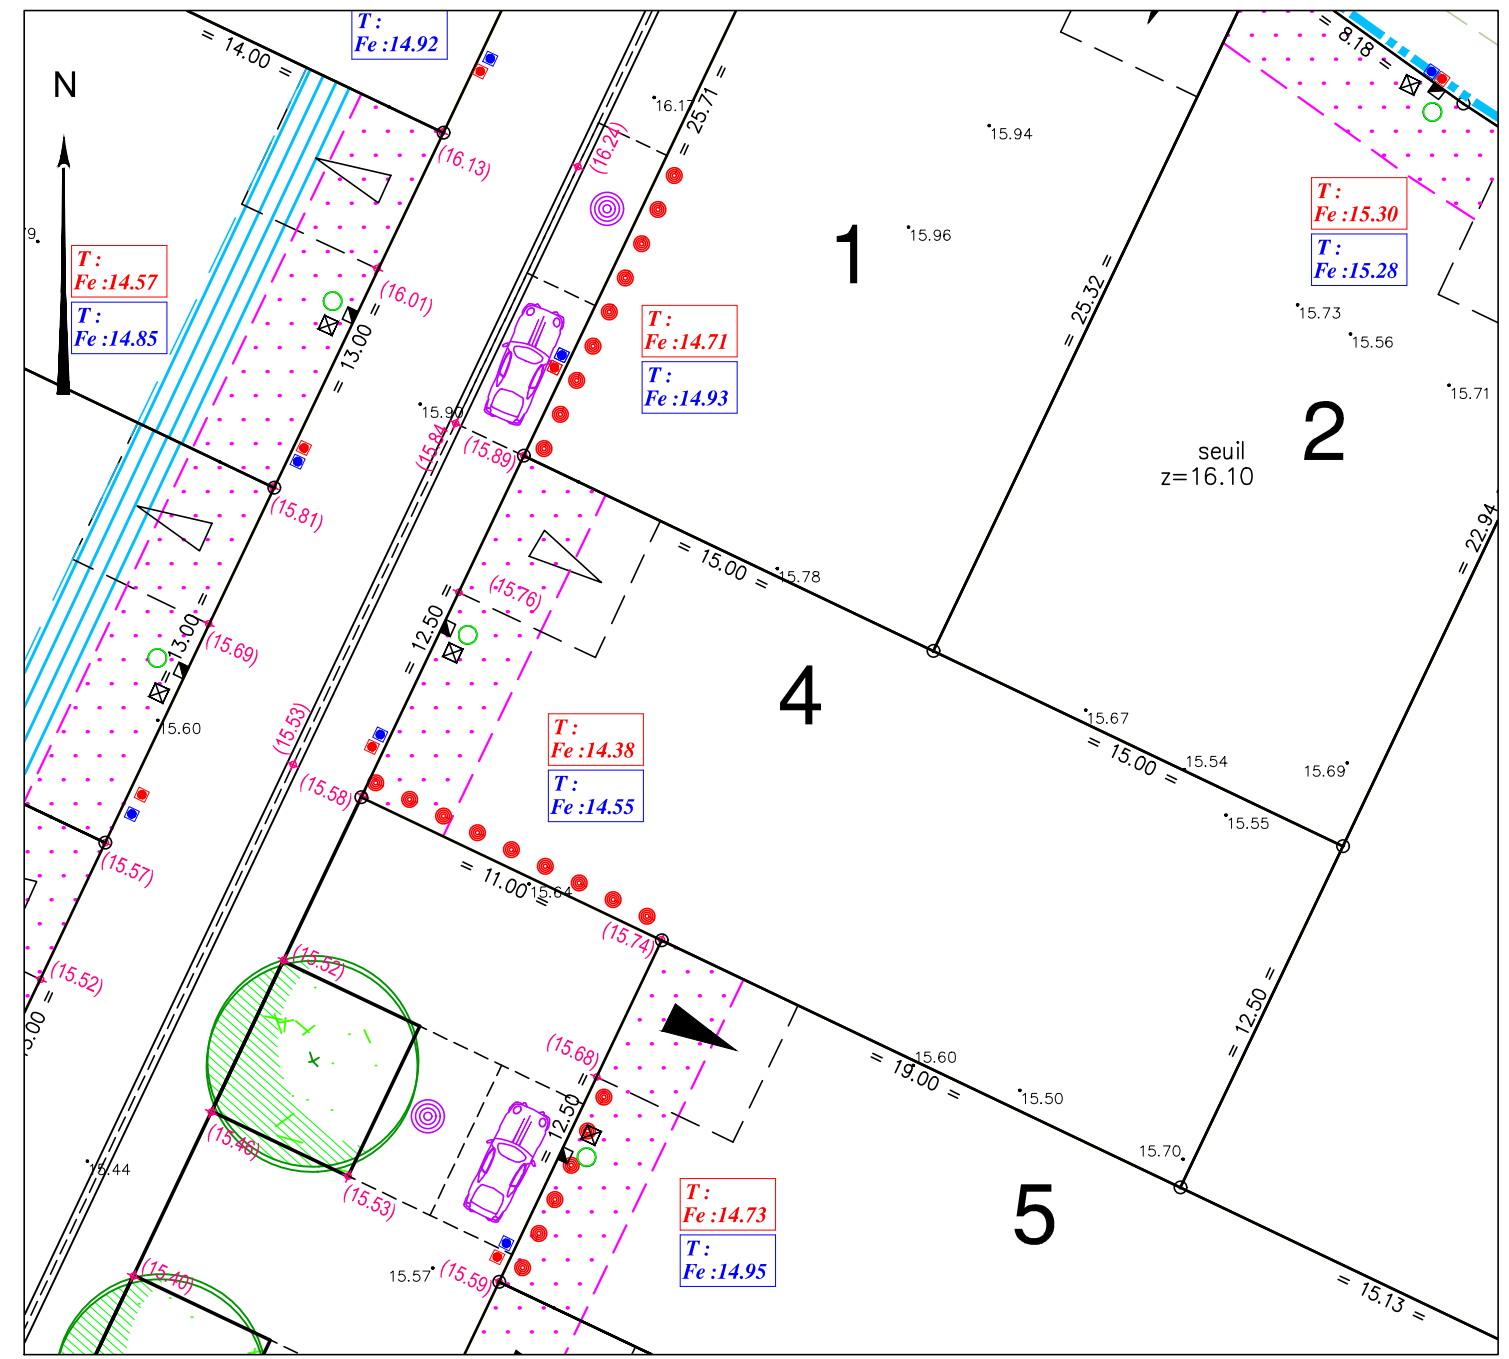 T :
Fe :14.92
= 14.00 =
8.18 =
=
N
16.17
= 25.71 =
15.94
(16.13)
(16.24)
T :
Fe :15.30
1
15.96
T :
Fe :15.28
9
T :
Fe :14.57
T :
Fe :14.85
(16.01)
= 13.00 =
T :
Fe :14.71
T :
Fe :14.93
= 25.32 =
15.73
15.56
15.71
15.90
(15.84
(15.89)
2
seuil
z=16.10
(15.81)
= 22.94
= 15.00 =
15.78
(15.76)
= 12.50 =
= 13.00 =
(15.69)
4
15.60
(15.53)
15.67
= 15.00 =
15.54
15.69
T :
Fe :14.38
T :
Fe :14.55
(15.58)
15.55
(15.57)
= 11.00 =
15.64
(15.74)
(15.52)
(15.52)
= 12.50 =
5.00 =
(15.68)
15.60
= 19.00 =
15.50
= 12.50 =
(15.46)
15.44
15.70
(15.53)
T :
Fe :14.73
T :
Fe :14.95
5
(15.40)
15.57
(15.59)
= 15.13 =